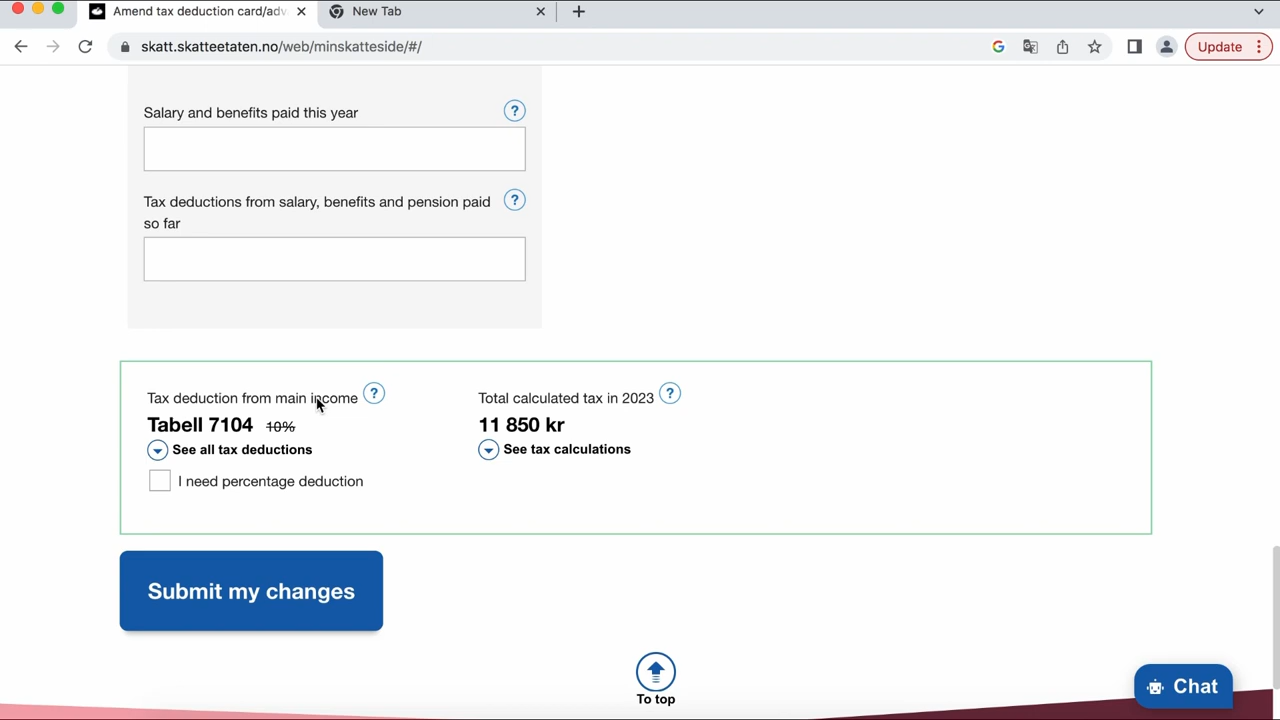 Amend tax deduction card/adv
New Tab
skatt.skatteetaten.no/web/minskatteside/#/
Update
Salary and benefits paid this year
?
Tax deductions from salary, benefits and pension paid
so far
?
Tax deduction from main income ?
Total calculated tax in 2023 ?
Tabell 7104 10%
11 850 kr
See all tax deductions
See tax calculations
I need percentage deduction
Submit my changes
To top
Chat